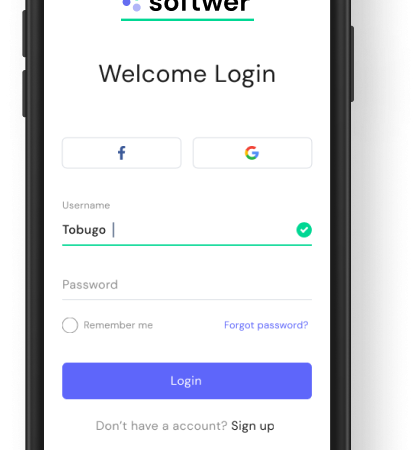 softwer
Welcome Login
Username
Tobugo
Password
Remember me Forgot password?
Login
Don't have a account? Sign up